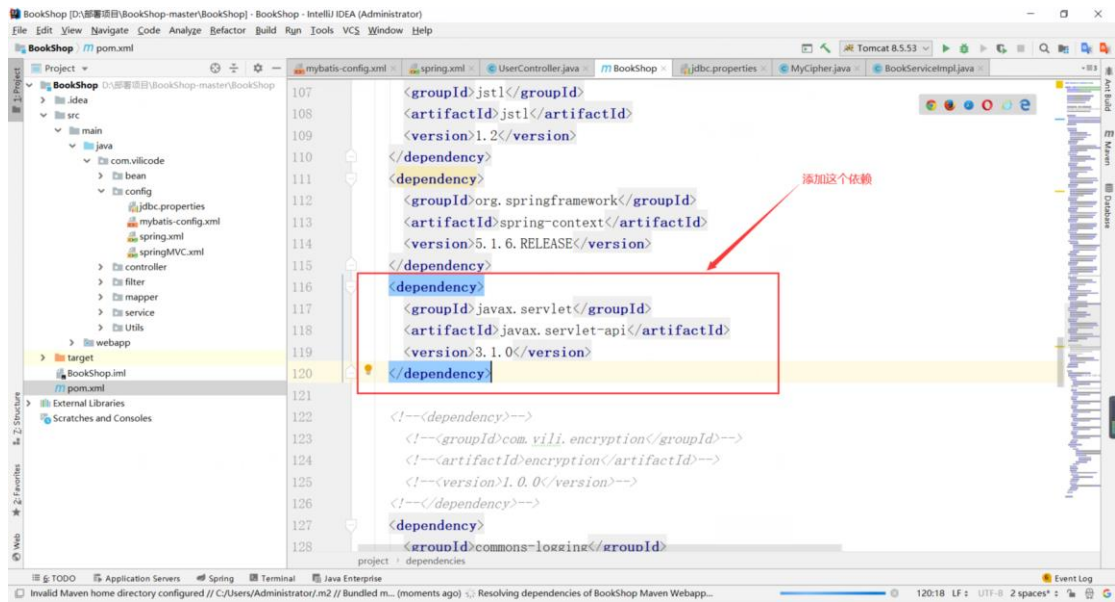 BookShop [D:\部署项目\BookShop-master\BookShop] - BookShop - IntelliJ IDEA (Administrator)
File Edit View Navigate Code Analyze Refactor Build Run Tools VCS Window Help
BookShop pom.xml
Tomcat 8.5.53
Project
mybatis-config.xml
spring.xml
UserController.java
BookShop
jdbc.properties
MyCipher.java
BookServiceImpl.java
1: Project
BookShop D:\部署项目\BookShop-master\BookShop
.idea
src
main
java
com.vilicode
bean
config
jdbc.properties
mybatis-config.xml
spring.xml
springMVC.xml
controller
filter
mapper
service
Utils
webapp
target
BookShop.iml
pom.xml
External Libraries
Scratches and Consoles
107 <groupId>jstl</groupId>
108 <artifactId>jstl</artifactId>
109 <version>1.2</version>
110 </dependency>
111 <dependency>
112 <groupId>org.springframework</groupId>
113 <artifactId>spring-context</artifactId>
114 <version>5.1.6.RELEASE</version>
115 </dependency>
116 <dependency>
117 <groupId>javax.servlet</groupId>
118 <artifactId>javax.servlet-api</artifactId>
119 <version>3.1.0</version>
120 </dependency>
121
122 <!--<dependency>-->
123 <!--<groupId>com.vili.encryption</groupId>-->
124 <!--<artifactId>encryption</artifactId>-->
125 <!--<version>1.0.0</version>-->
126 <!--</dependency>-->
127 <dependency>
128 <groupId>commons-logging</groupId>
添加这个依赖
project dependencies
Ant Build
Maven
Database
Z: Structure
2: Favorites
Web
6: TODO Application Servers Spring Terminal Java Enterprise
Event Log
Invalid Maven home directory configured // C:/Users/Administrator/.m2 // Bundled m... (moments ago) Resolving dependencies of BookShop Maven Webapp...
120:18 LF UTF-8 2 spaces*